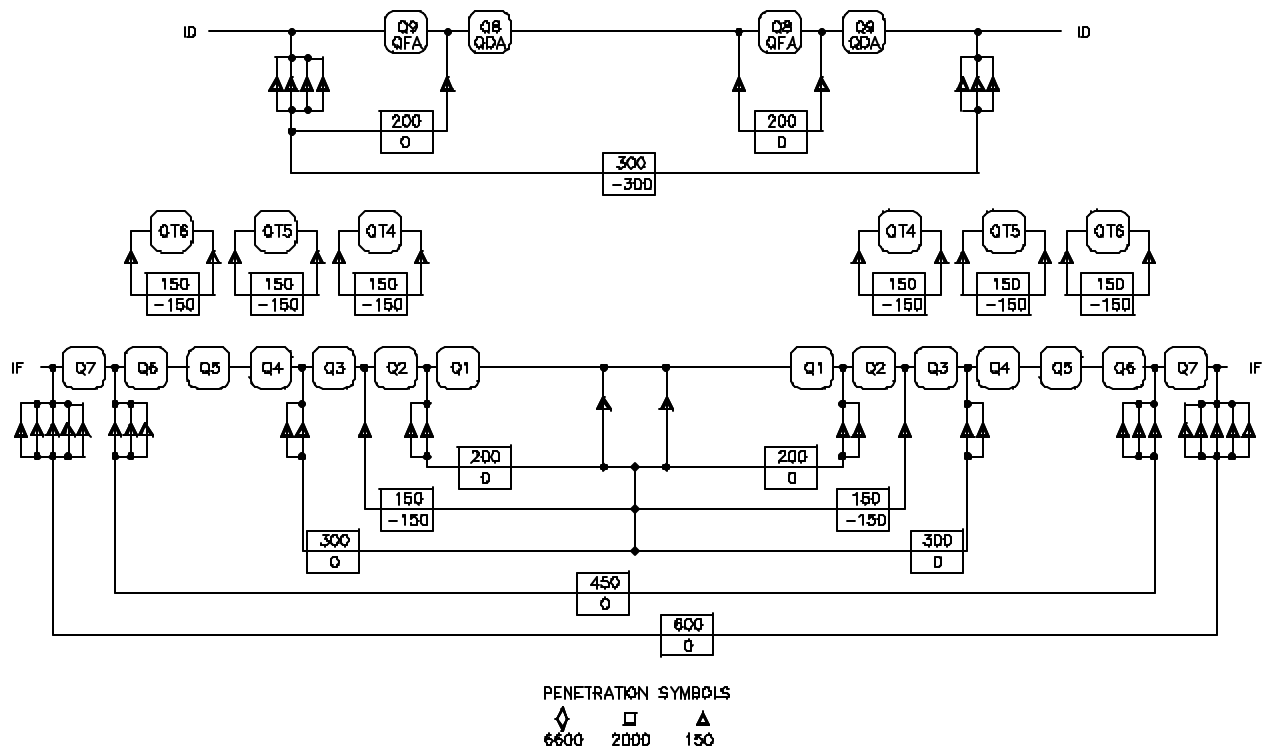 ID Q9 Q8 Q8 Q9 ID
QFA QDA QFA QDA
200 200
0 0
300
-300
QT6 QT5 QT4 QT4 QT5 QT6
150 150 150 150 150 150
-150 -150 -150 -150 -150 -150
IF Q7 Q6 Q5 Q4 Q3 Q2 Q1 Q1 Q2 Q3 Q4 Q5 Q6 Q7 IF
200 200
0 0
150 150
-150 -150
300 300
0 0
450
0
600
0
PENETRATION SYMBOLS
6600 2000 150